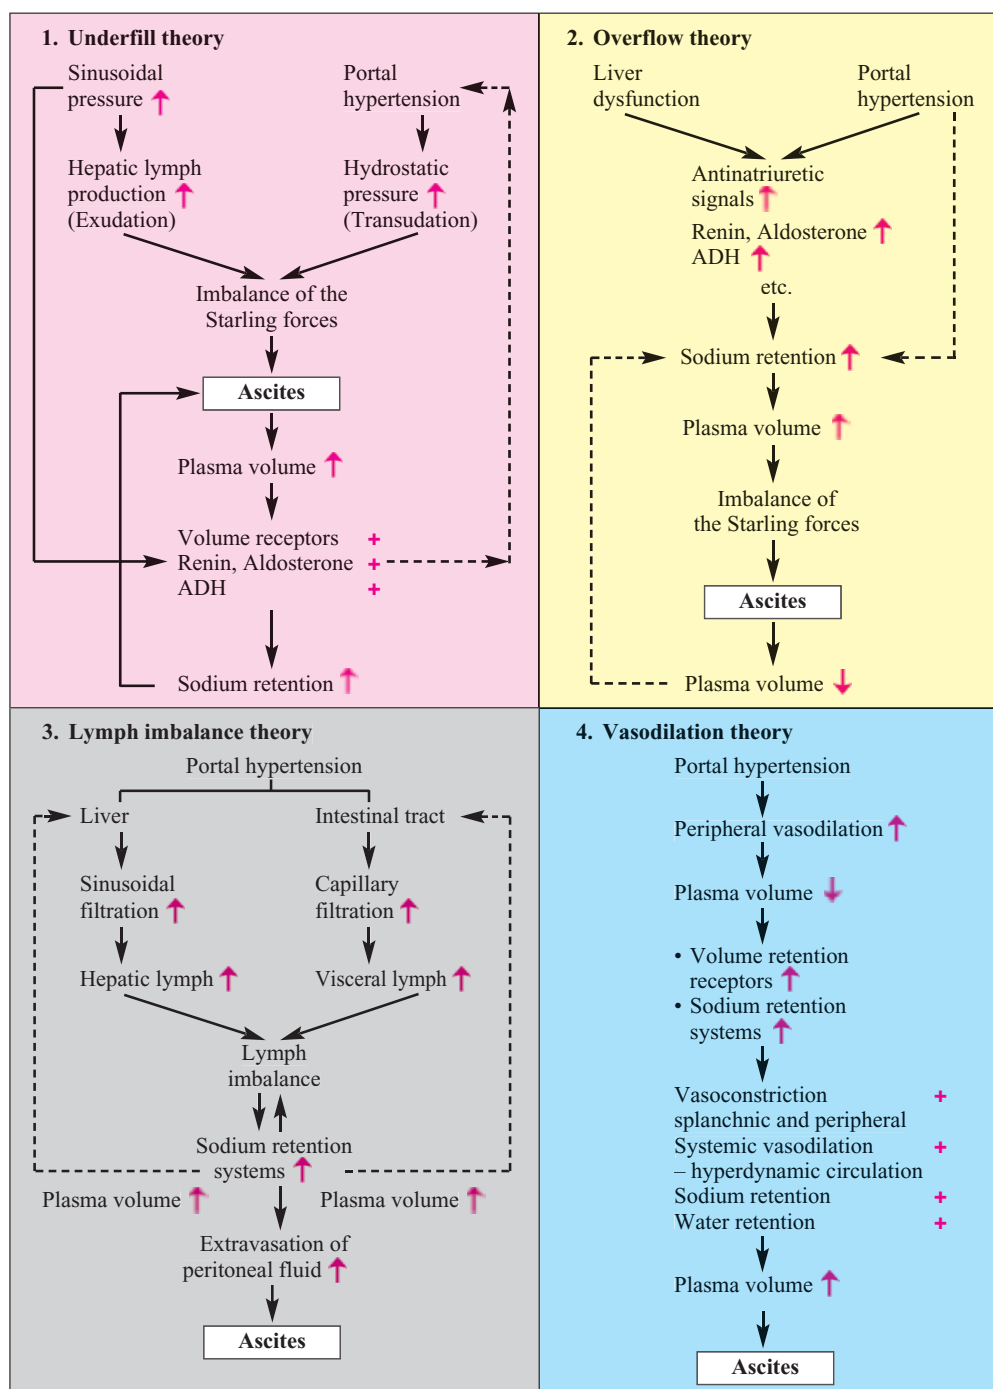 1. Underfill theory
Sinusoidal
pressure ↑
Portal
hypertension
Hepatic lymph
production ↑
(Exudation)
Hydrostatic
pressure ↑
(Transudation)
Imbalance of the
Starling forces
Ascites
Plasma volume ↑
Volume receptors +
Renin, Aldosterone +
ADH +
Sodium retention ↑
2. Overflow theory
Liver
dysfunction
Portal
hypertension
Antinatriuretic
signals ↑
Renin, Aldosterone ↑
ADH ↑
etc.
Sodium retention ↑
Plasma volume ↑
Imbalance of
the Starling forces
Ascites
Plasma volume ↓
3. Lymph imbalance theory
Portal hypertension
Liver
Intestinal tract
Sinusoidal
filtration ↑
Capillary
filtration ↑
Hepatic lymph ↑
Visceral lymph ↑
Lymph
imbalance
Sodium retention
systems ↑
Plasma volume ↑
Plasma volume ↑
Extravasation of
peritoneal fluid ↑
Ascites
4. Vasodilation theory
Portal hypertension
Peripheral vasodilation ↑
Plasma volume ↓
• Volume retention
receptors ↑
• Sodium retention
systems ↑
Vasoconstriction +
splanchnic and peripheral
Systemic vasodilation +
– hyperdynamic circulation
Sodium retention +
Water retention +
Plasma volume ↑
Ascites